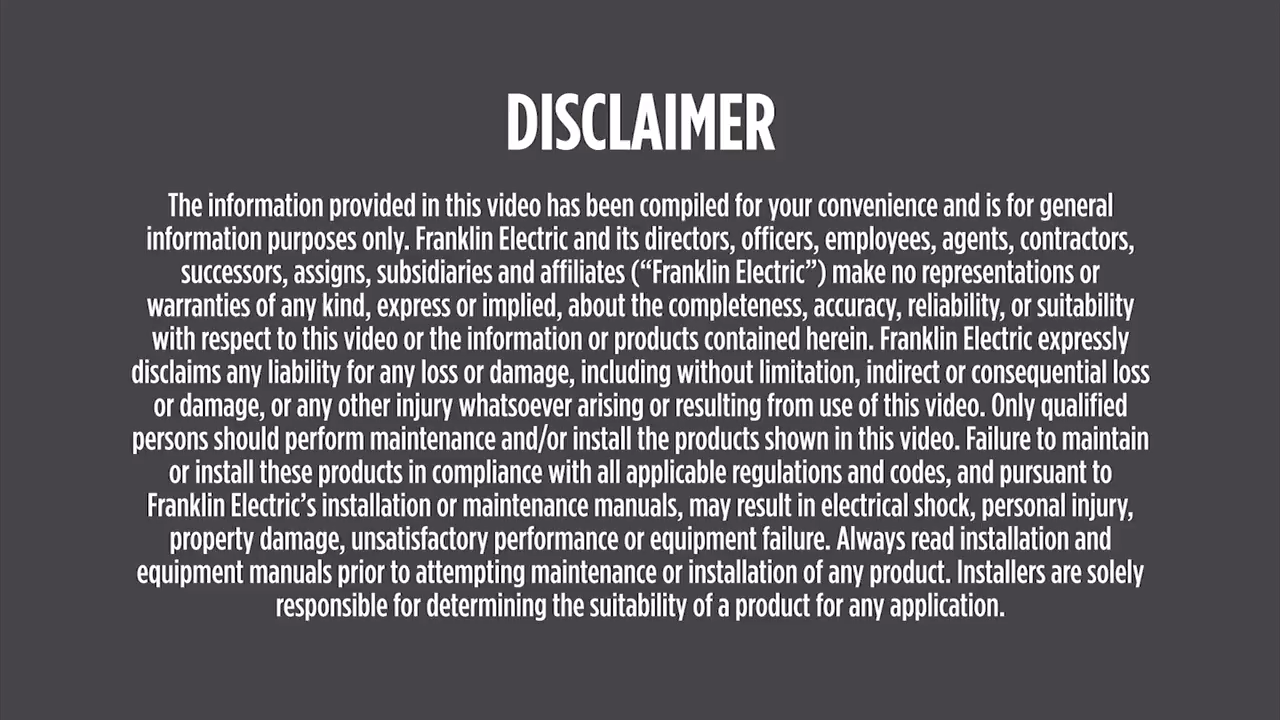 DISCLAIMER
The information provided in this video has been compiled for your convenience and is for general
information purposes only. Franklin Electric and its directors, officers, employees, agents, contractors,
successors, assigns, subsidiaries and affiliates (“Franklin Electric”) make no representations or
warranties of any kind, express or implied, about the completeness, accuracy, reliability, or suitability
with respect to this video or the information or products contained herein. Franklin Electric expressly
disclaims any liability for any loss or damage, including without limitation, indirect or consequential loss
or damage, or any other injury whatsoever arising or resulting from use of this video. Only qualified
persons should perform maintenance and/or install the products shown in this video. Failure to maintain
or install these products in compliance with all applicable regulations and codes, and pursuant to
Franklin Electric’s installation or maintenance manuals, may result in electrical shock, personal injury,
property damage, unsatisfactory performance or equipment failure. Always read installation and
equipment manuals prior to attempting maintenance or installation of any product. Installers are solely
responsible for determining the suitability of a product for any application.